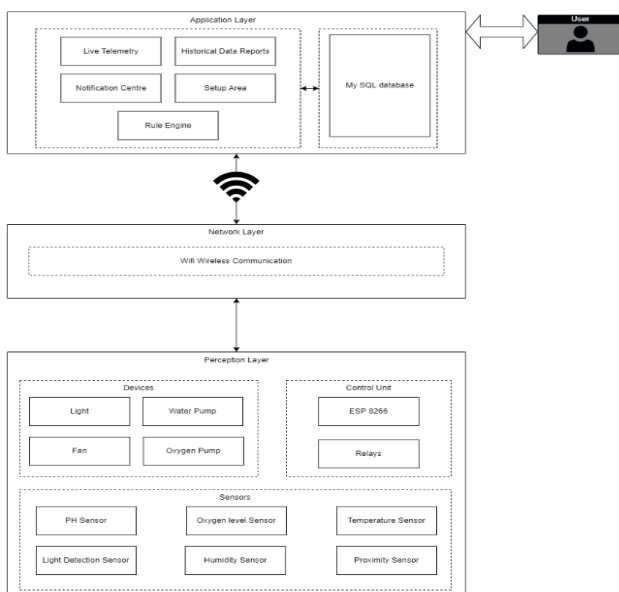 Application Layer
User
Live Telemetry
Historical Data Reports
Notification Centre
Setup Area
Rule Engine
My SQL database
Network Layer
Wifi Wireless Communication
Perception Layer
Devices
Light
Water Pump
Fan
Oxygen Pump
Control Unit
ESP 8266
Relays
Sensors
PH Sensor
Oxygen level Sensor
Temperature Sensor
Light Detection Sensor
Humidity Sensor
Proximity Sensor